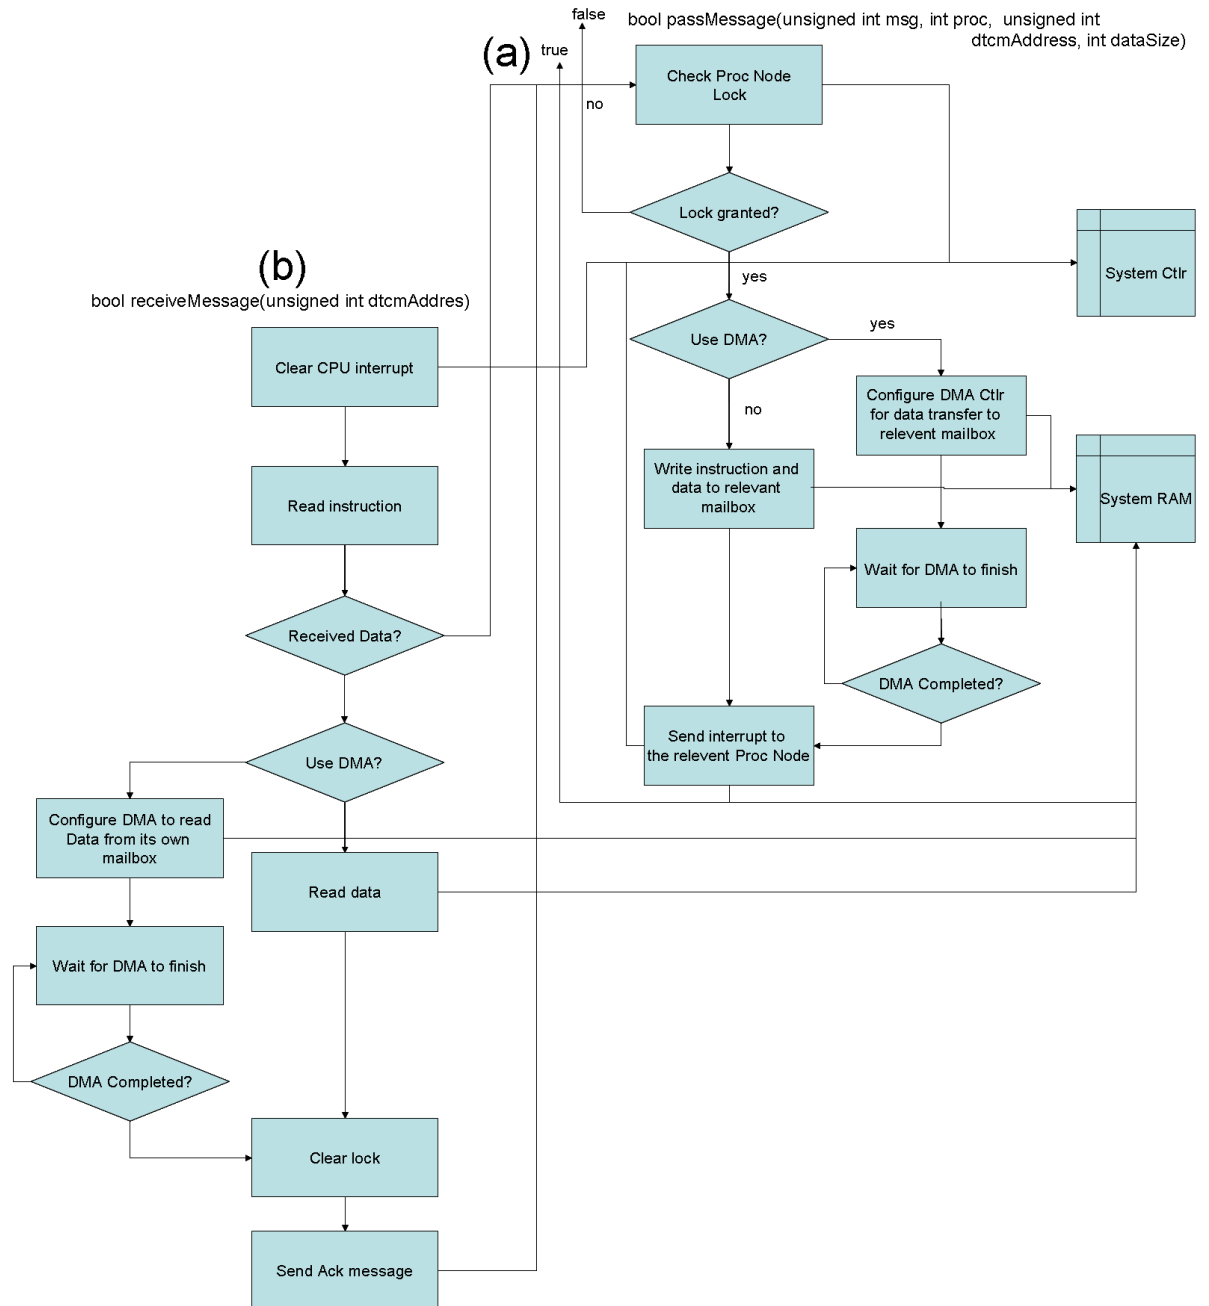 false
bool passMessage(unsigned int msg, int proc, unsigned int
dtcmAddress, int dataSize)
(a)
true
Check Proc Node
Lock
no
Lock granted?
yes
System Ctlr
(b)
bool receiveMessage(unsigned int dtcmAddres)
Clear CPU interrupt
Use DMA?
yes
no
Configure DMA Ctlr
for data transfer to
relevent mailbox
Write instruction and
data to relevant
mailbox
System RAM
Read instruction
Wait for DMA to finish
Received Data?
DMA Completed?
Send interrupt to
the relevent Proc Node
Use DMA?
Configure DMA to read
Data from its own
mailbox
Read data
Wait for DMA to finish
DMA Completed?
Clear lock
Send Ack message